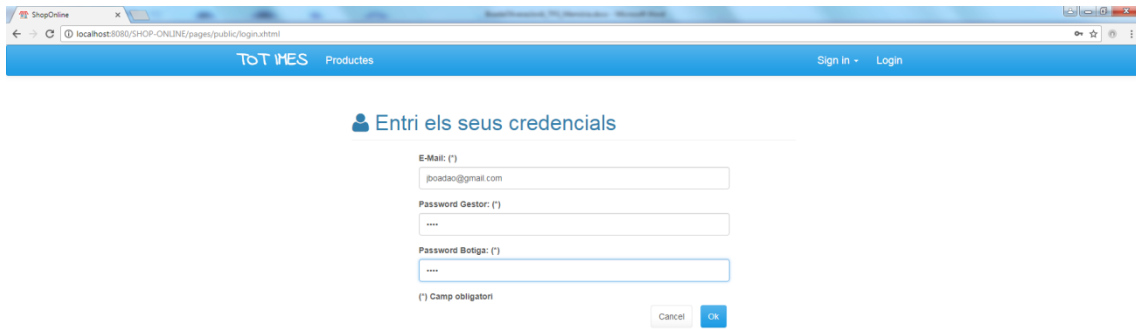 ShopOnline
localhost:8080/SHOP-ONLINE/pages/public/login.xhtml
TOT IMES Productes Sign in Login
Entri els seus credencials
E-Mail: (*)
jboadao@gmail.com
Password Gestor: (*)
••••
Password Botiga: (*)
••••
(*) Camp obligatori
Cancel Ok